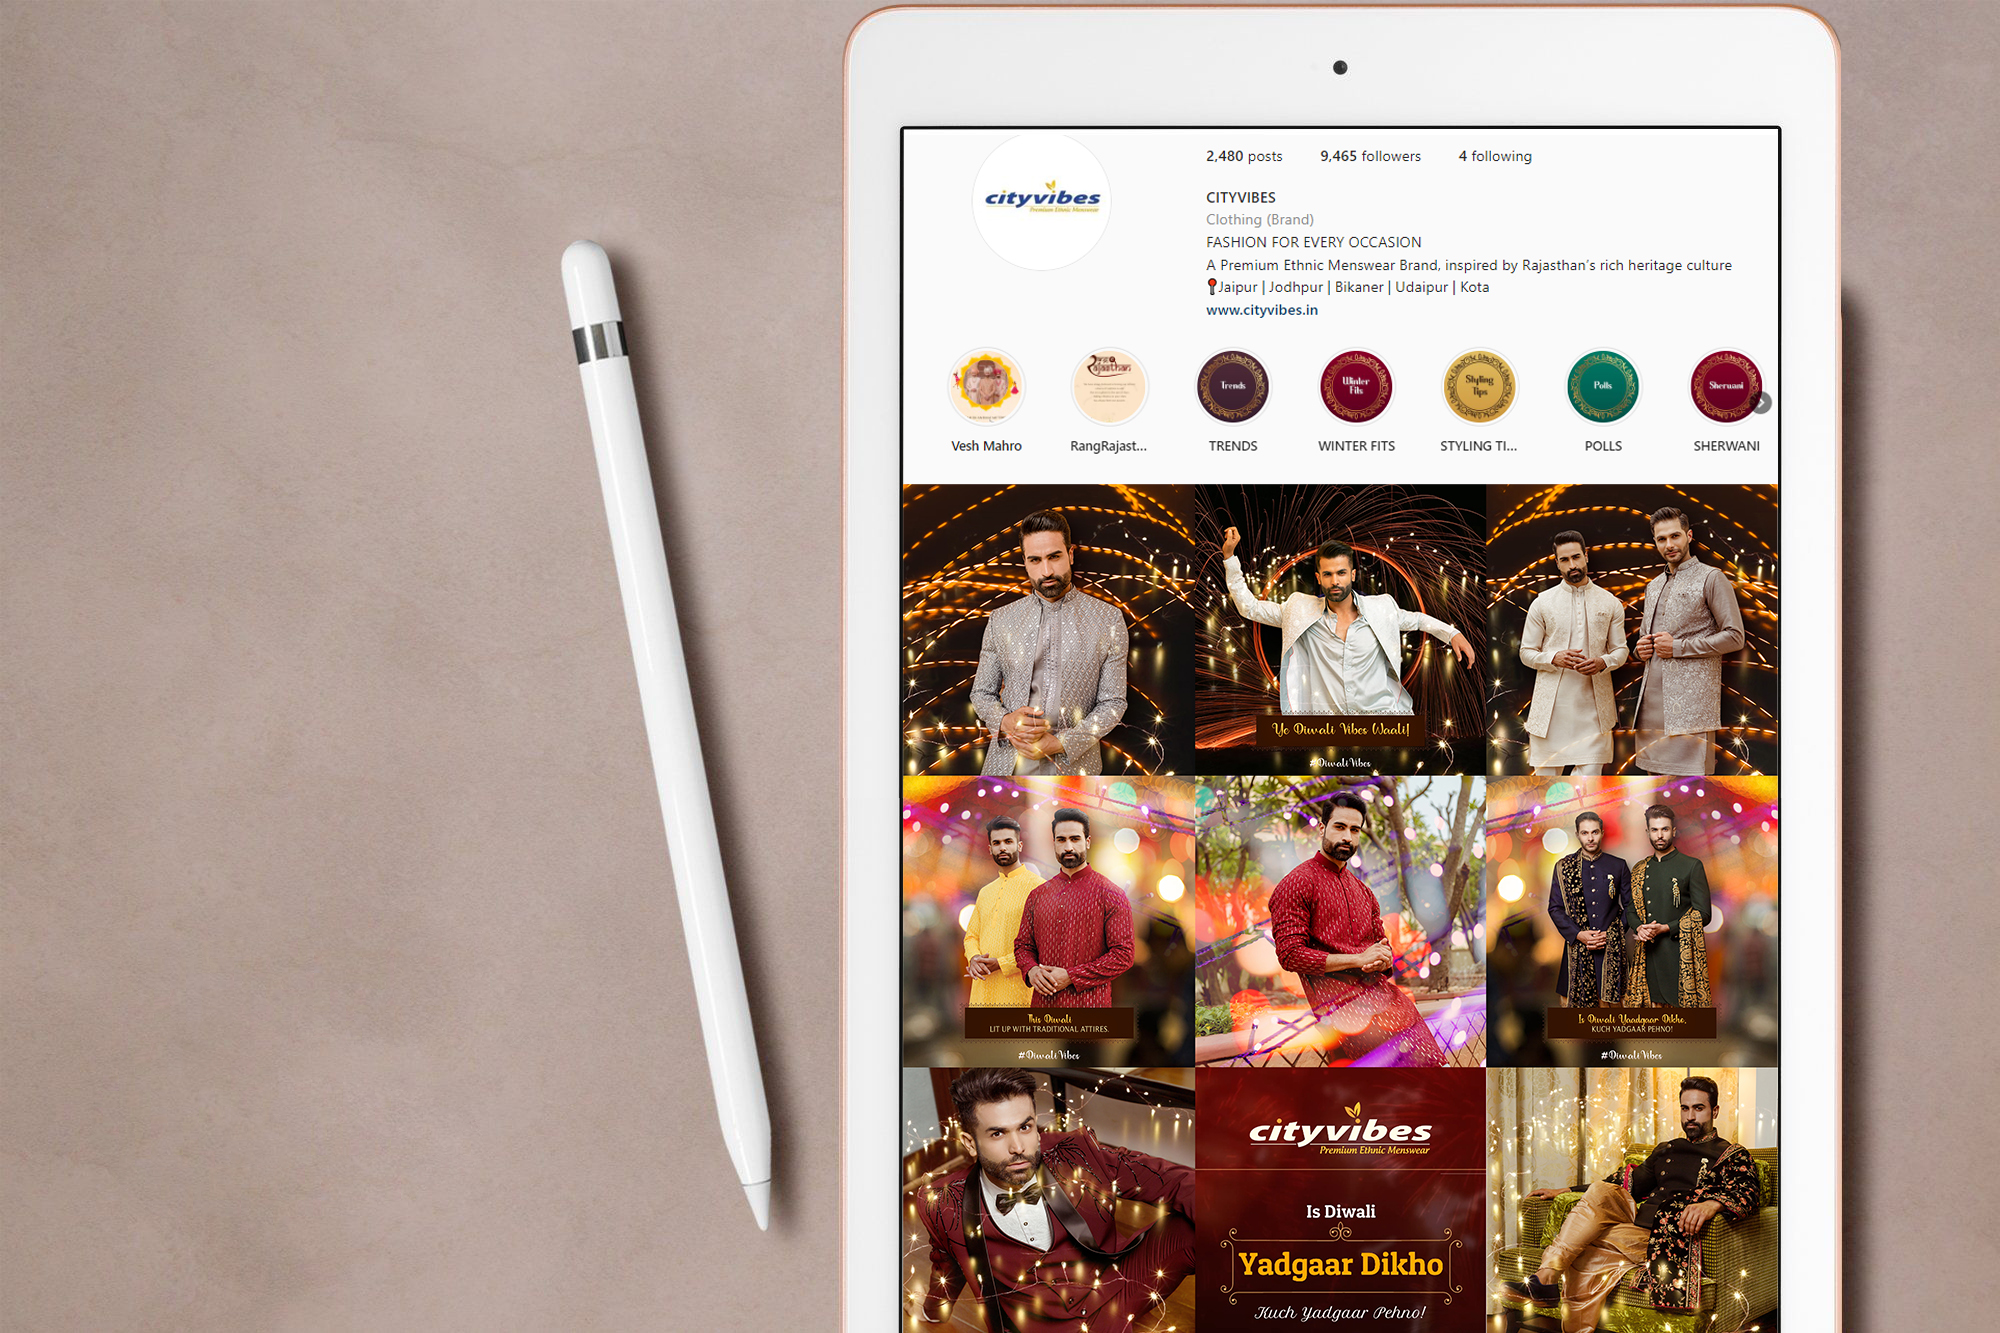 cityvibes
Premium Ethnic Menswear
2,480 posts 9,465 followers 4 following
CITYVIBES
Clothing (Brand)
FASHION FOR EVERY OCCASION
A Premium Ethnic Menswear Brand, inspired by Rajasthan's rich heritage culture
Jaipur | Jodhpur | Bikaner | Udaipur | Kota
www.cityvibes.in
Rajasthan
Trends
Winter
Fits
Styling
Tips
Polls
Sherwani
Vesh Mahro
RangRajast...
TRENDS
WINTER FITS
STYLING TI...
POLLS
SHERWANI
Ye Diwali Vibes Waali!
#DiwaliVibes
This Diwali
LIT UP WITH TRADITIONAL ATTIRES.
#DiwaliVibes
Is Diwali Yaadgaar Dikho,
KUCH YADGAAR PEHNO!
#DiwaliVibes
cityvibes
Premium Ethnic Menswear
Is Diwali
Yadgaar Dikho
Kuch Yadgaar Pehno!